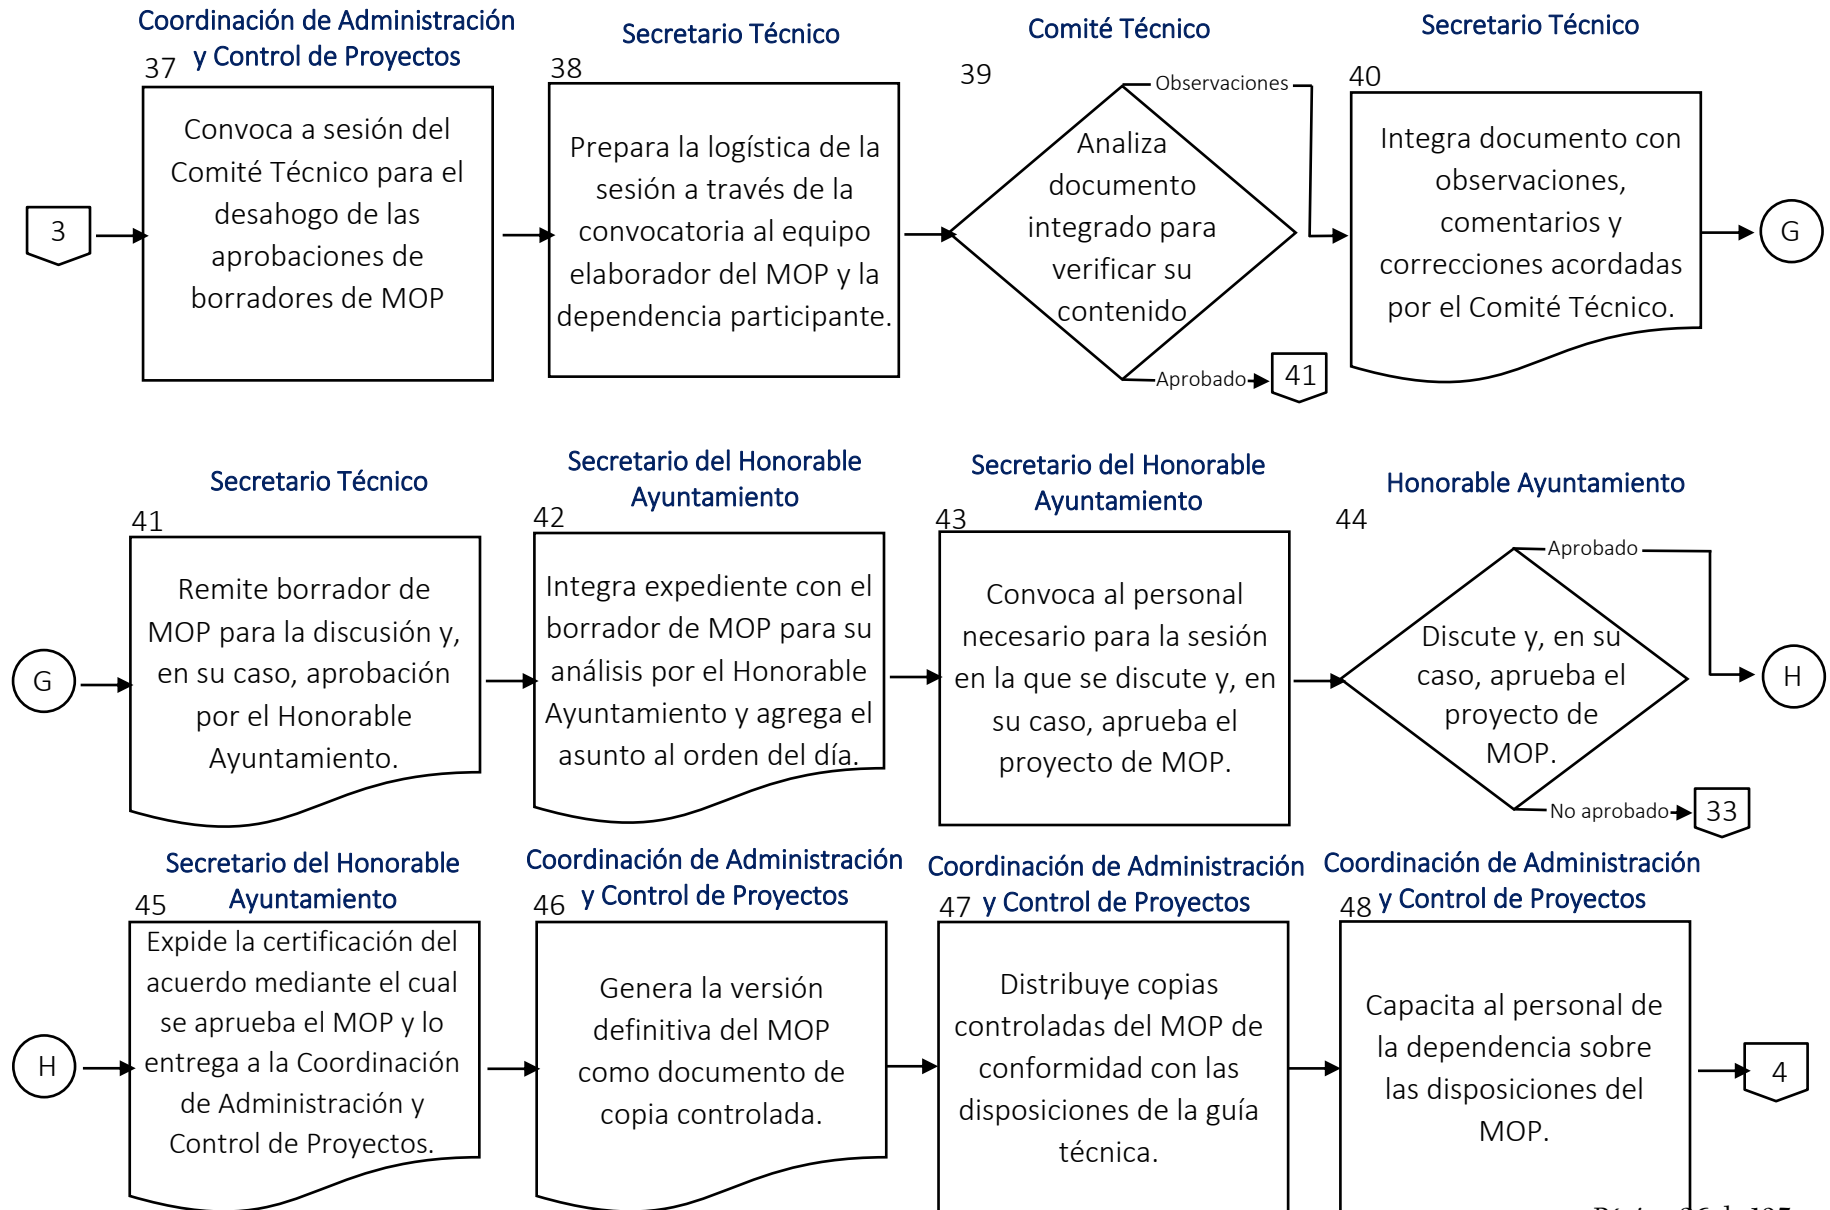 Coordinación de Administración
y Control de Proyectos
37
Convoca a sesión del
Comité Técnico para el
desahogo de las
aprobaciones de
borradores de MOP
3
Secretario Técnico
38
Prepara la logística de la
sesión a través de la
convocatoria al equipo
elaborador del MOP y la
dependencia participante.
Comité Técnico
39
Observaciones
Analiza
documento
integrado para
verificar su
contenido
Aprobado
41
Secretario Técnico
40
Integra documento con
observaciones,
comentarios y
correcciones acordadas
por el Comité Técnico.
G
Secretario Técnico
41
G
Remite borrador de
MOP para la discusión y,
en su caso, aprobación
por el Honorable
Ayuntamiento.
Secretario del Honorable
Ayuntamiento
42
Integra expediente con el
borrador de MOP para su
análisis por el Honorable
Ayuntamiento y agrega el
asunto al orden del día.
Secretario del Honorable
Ayuntamiento
43
Convoca al personal
necesario para la sesión
en la que se discute y, en
su caso, aprueba el
proyecto de MOP.
Honorable Ayuntamiento
44
Aprobado
Discute y, en su
caso, aprueba el
proyecto de
MOP.
H
No aprobado
33
Secretario del Honorable
Ayuntamiento
45
H
Expide la certificación del
acuerdo mediante el cual
se aprueba el MOP y lo
entrega a la Coordinación
de Administración y
Control de Proyectos.
Coordinación de Administración
y Control de Proyectos
46
Genera la versión
definitiva del MOP
como documento de
copia controlada.
Coordinación de Administración
y Control de Proyectos
47
Distribuye copias
controladas del MOP de
conformidad con las
disposiciones de la guía
técnica.
Coordinación de Administración
y Control de Proyectos
48
Capacita al personal de
la dependencia sobre
las disposiciones del
MOP.
4